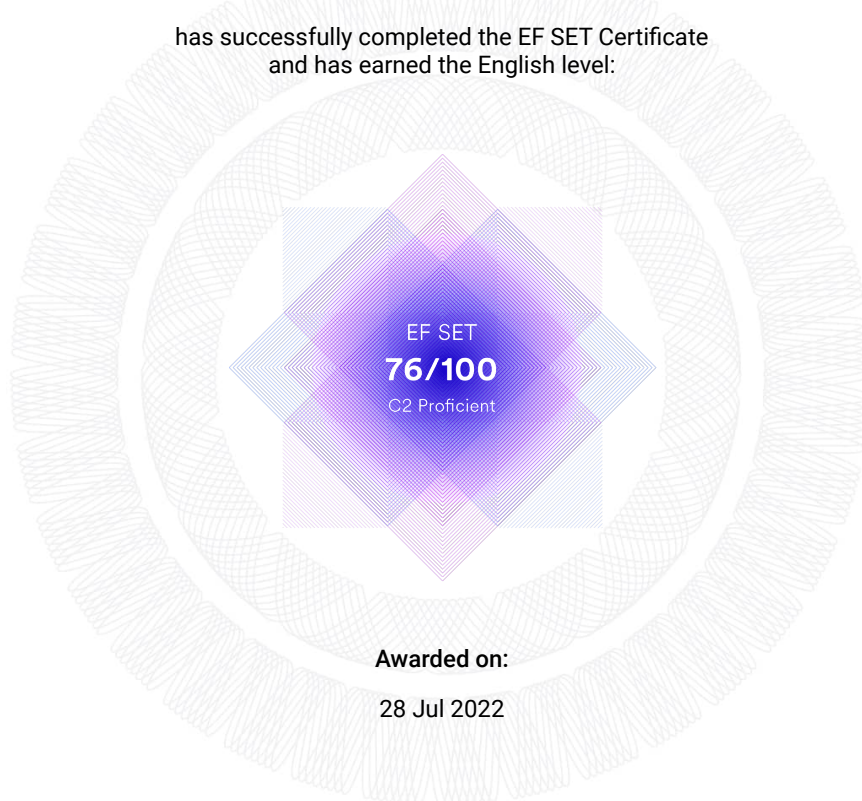 has successfully completed the EF SET Certificate
and has earned the English level:
EF SET
76/100
C2 Proficient
Awarded on:
28 Jul 2022